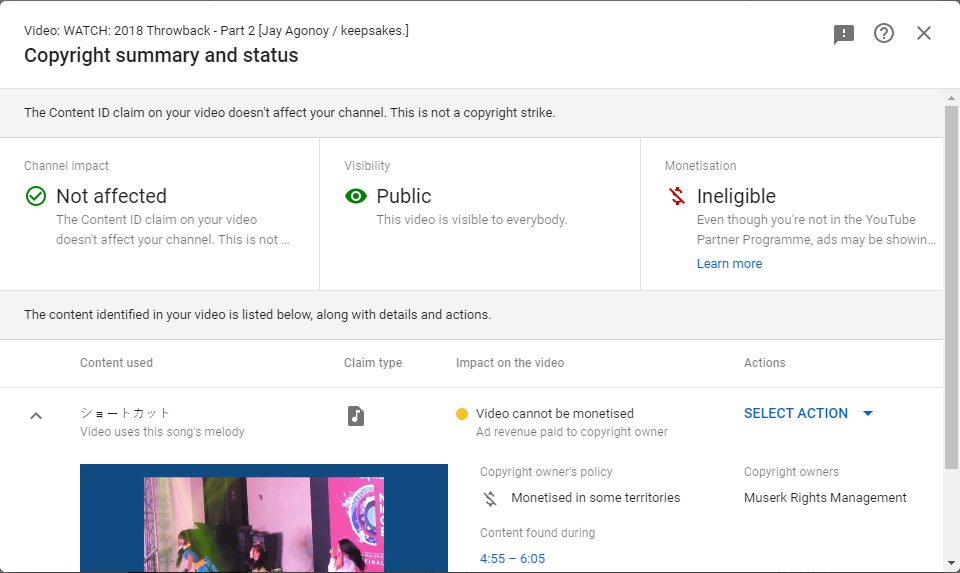 Video: WATCH: 2018 Throwback - Part 2 [Jay Agonoy / keepsakes.]
Copyright summary and status
The Content ID claim on your video doesn't affect your channel. This is not a copyright strike.
Channel impact
Not affected
The Content ID claim on your video
doesn't affect your channel. This is not ...
Visibility
Public
This video is visible to everybody.
Monetisation
Ineligible
Even though you're not in the YouTube
Partner Programme, ads may be showin...
Learn more
The content identified in your video is listed below, along with details and actions.
Content used
Claim type
Impact on the video
Actions
ショートカット
Video uses this song's melody
Video cannot be monetised
Ad revenue paid to copyright owner
SELECT ACTION
Copyright owner's policy
Monetised in some territories
Copyright owners
Muserk Rights Management
Content found during
4:55 – 6:05